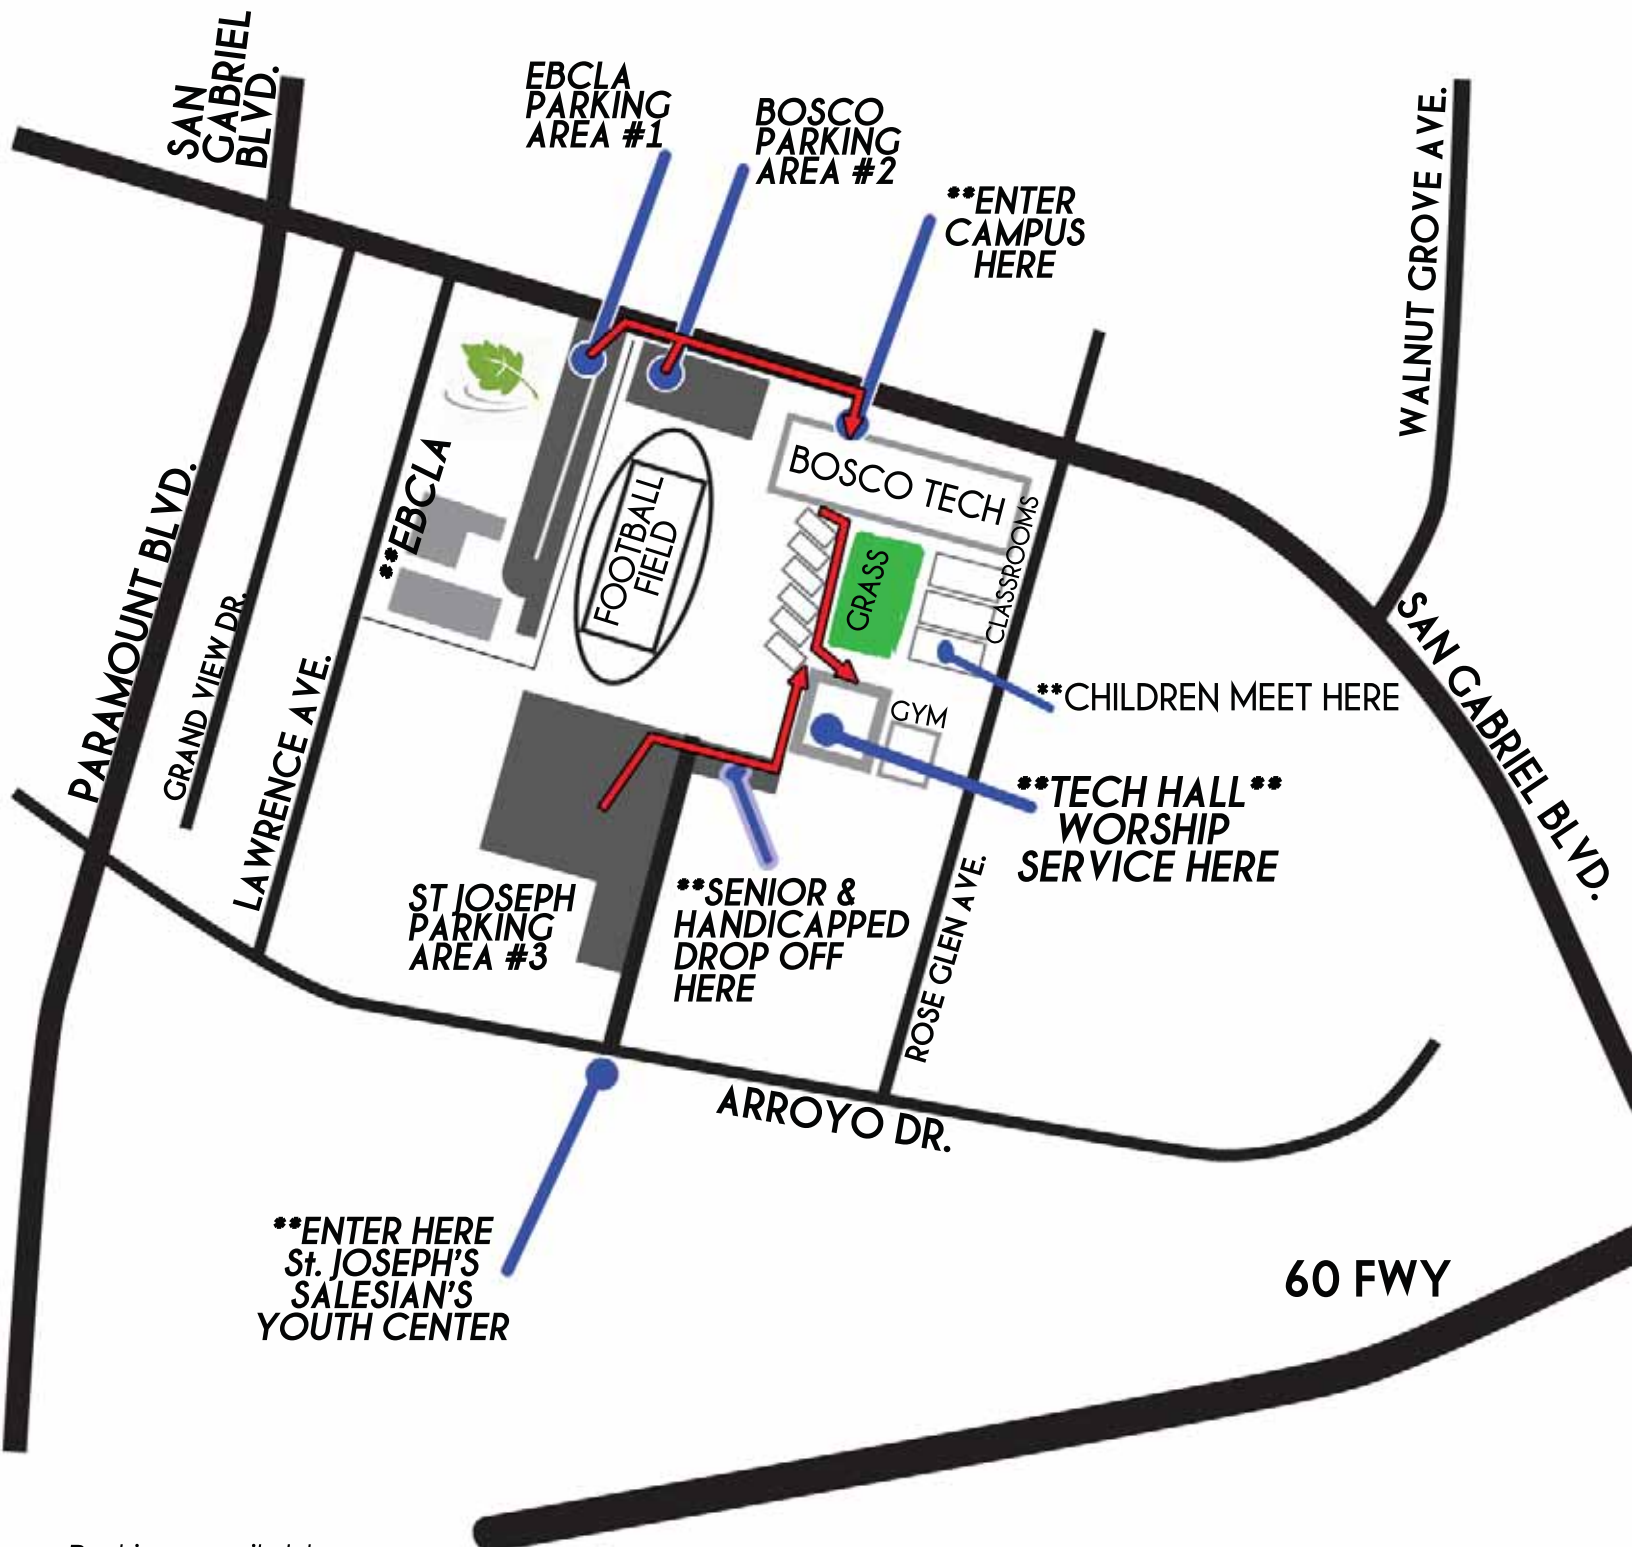 SAN
GABRIEL
BLVD.
EBCLA
PARKING
AREA #1
BOSCO
PARKING
AREA #2
**ENTER
CAMPUS
HERE
WALNUT GROVE AVE.
**EBCLA
BOSCO TECH
FOOTBALL
FIELD
GRASS
CLASSROOMS
PARAMOUNT BLVD.
GRAND VIEW DR.
LAWRENCE AVE.
**CHILDREN MEET HERE
GYM
SAN GABRIEL BLVD.
**TECH HALL**
WORSHIP
SERVICE HERE
ST JOSEPH
PARKING
AREA #3
**SENIOR &
HANDICAPPED
DROP OFF
HERE
ROSE GLEN AVE.
ARROYO DR.
**ENTER HERE
St. JOSEPH'S
SALESIAN'S
YOUTH CENTER
60 FWY